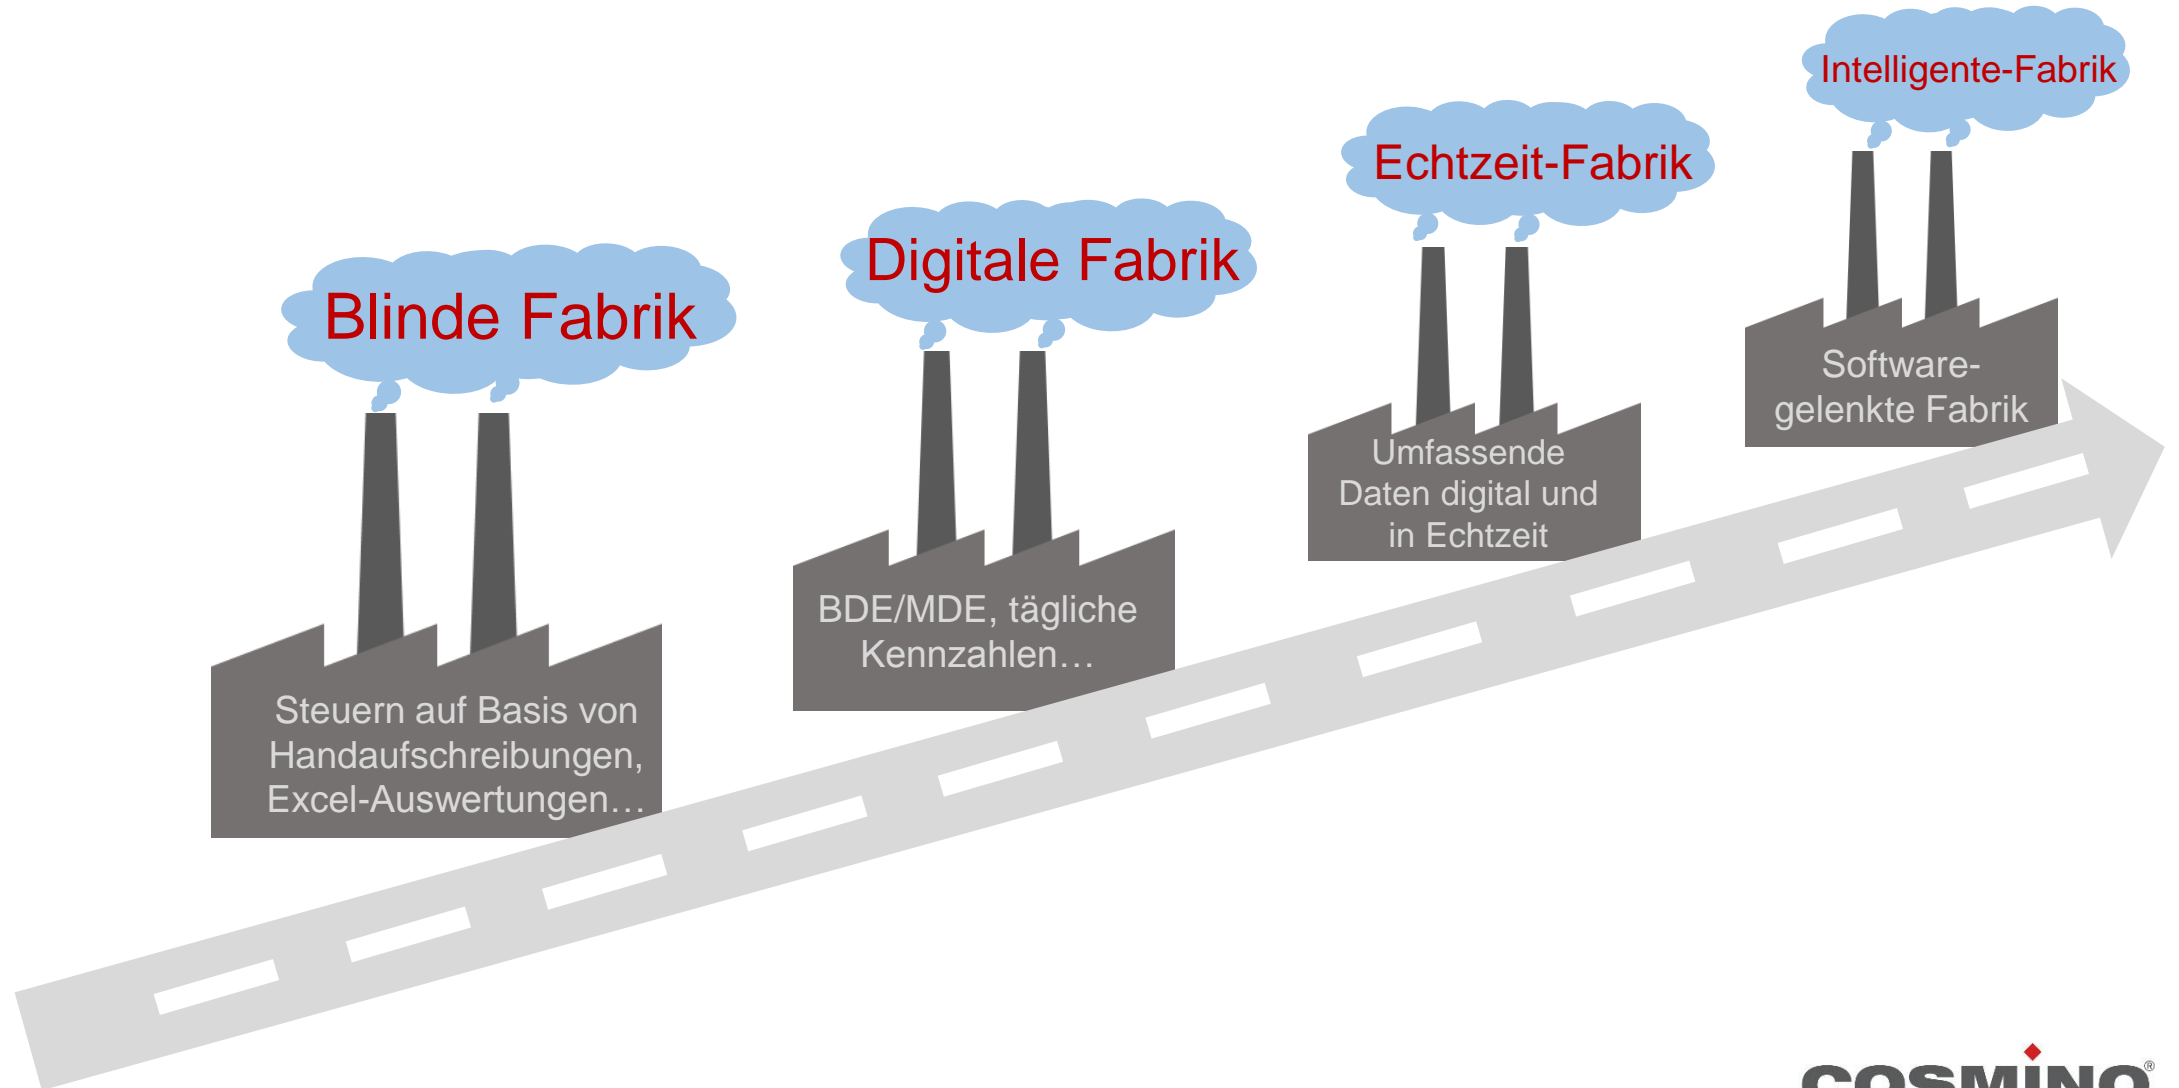 Blinde Fabrik
Steuern auf Basis von
Handaufschreibungen,
Excel-Auswertungen…
Digitale Fabrik
BDE/MDE, tägliche
Kennzahlen…
Echtzeit-Fabrik
Umfassende
Daten digital und
in Echtzeit
Intelligente-Fabrik
Software-
gelenkte Fabrik
COSMINO®